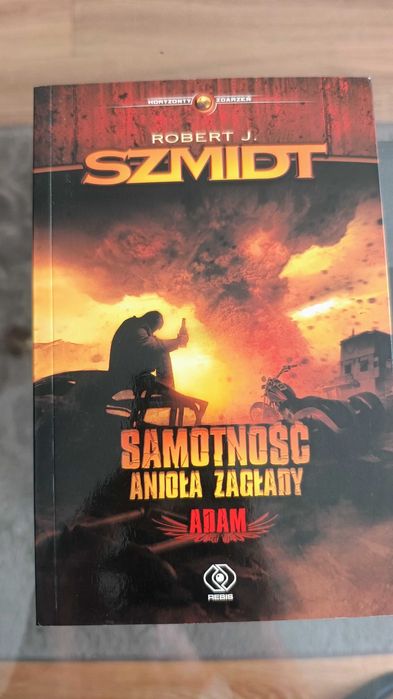 HORYZONTY ZDARZEŃ
ROBERT J.
SZMIDT
SAMOTNOŚĆ
ANIOŁA ZAGŁADY
ADAM
REBIS